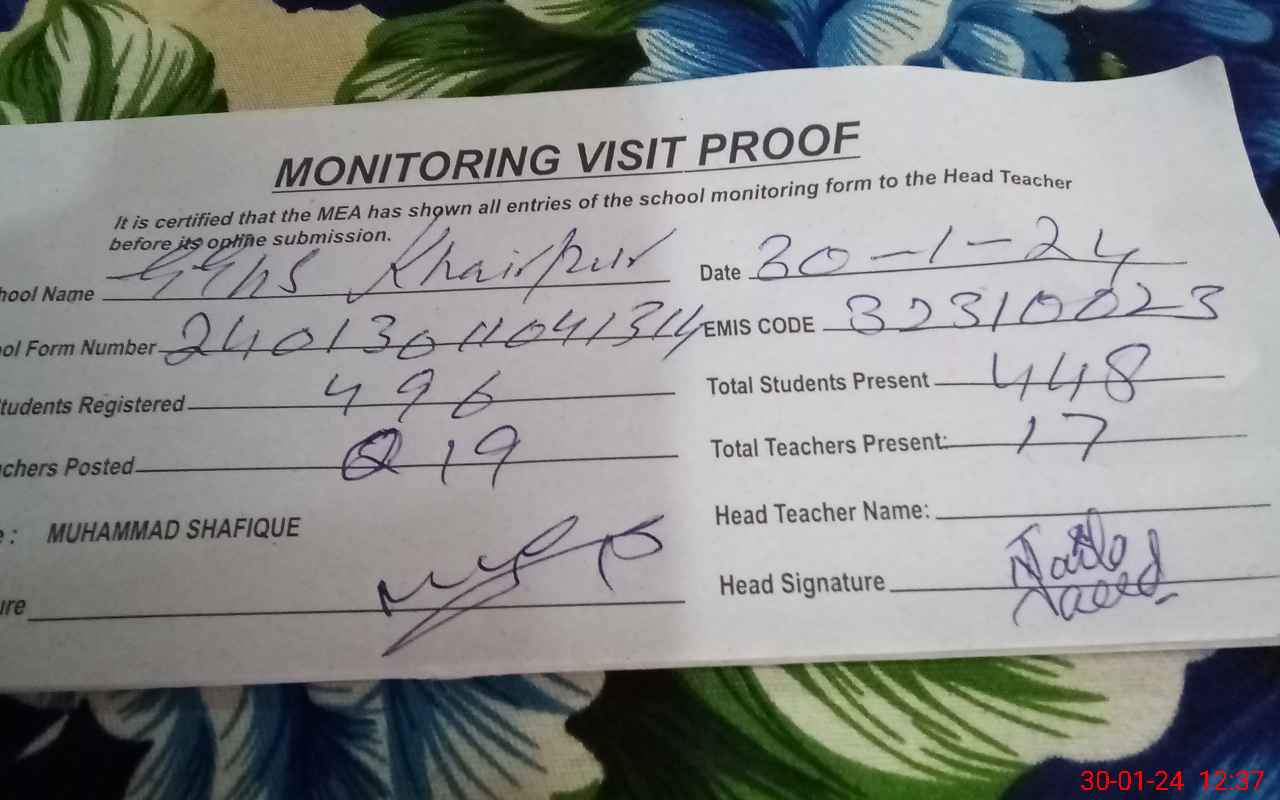 MONITORING VISIT PROOF
It is certified that the MEA has shown all entries of the school monitoring form to the Head Teacher
before its online submission.
hool Name GGHS Khairpur Date 30-1-24
ol Form Number EMIS CODE 32310023
tudents Registered 496 Total Students Present 448
chers Posted 19 Total Teachers Present: 17
e : MUHAMMAD SHAFIQUE Head Teacher Name:
ure Head Signature
30-01-24 12:37